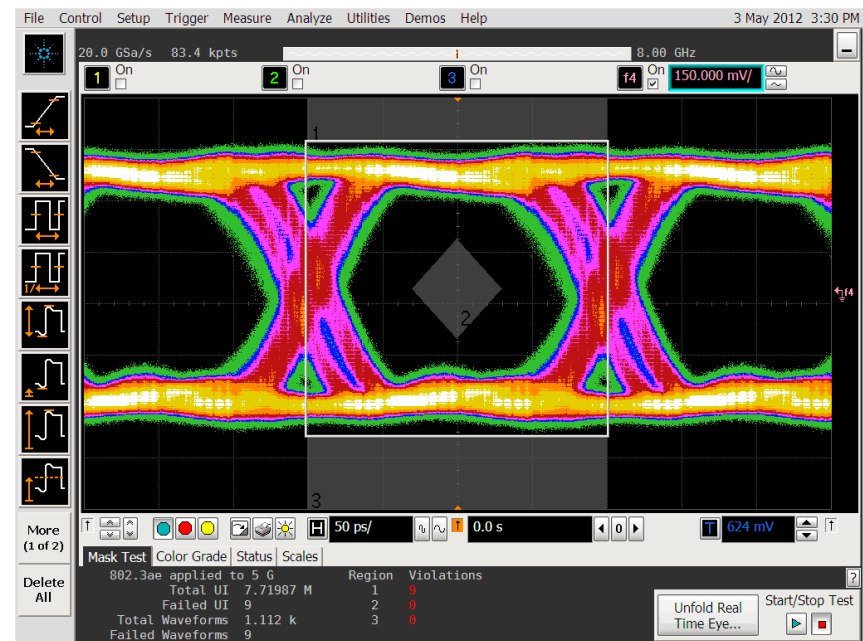 File Control Setup Trigger Measure Analyze Utilities Demos Help 3 May 2012 3:30 PM
20.0 GSa/s 83.4 kpts 8.00 GHz
1 On 2 On 3 On f4 On 150.000 mV/
1
f4
2
1/
3
More
(1 of 2)
Delete
All
H 50 ps/ 0.0 s 0 T 624 mV
Mask Test Color Grade Status Scales
802.3ae applied to 5 G Region Violations ?
Total UI 7.71987 M 1 9
Failed UI 9 2 0
Total Waveforms 1.112 k 3 0
Failed Waveforms 9
Unfold Real
Time Eye...
Start/Stop Test